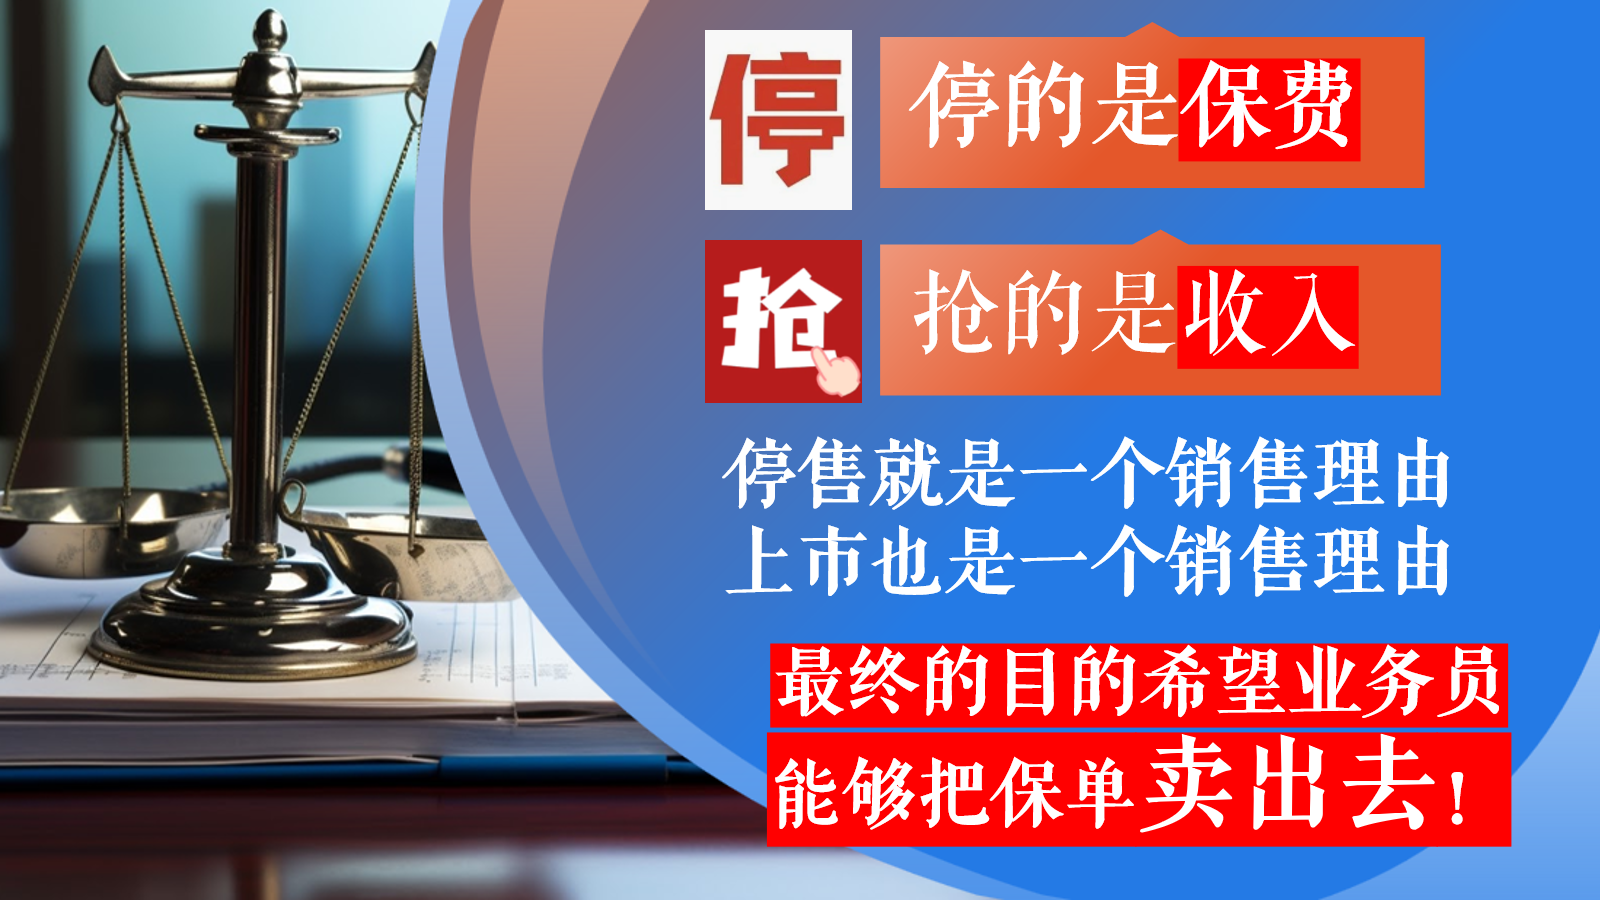 停
停的是保费
抢
抢的是收入
停售就是一个销售理由
上市也是一个销售理由
最终的目的希望业务员
能够把保单卖出去！